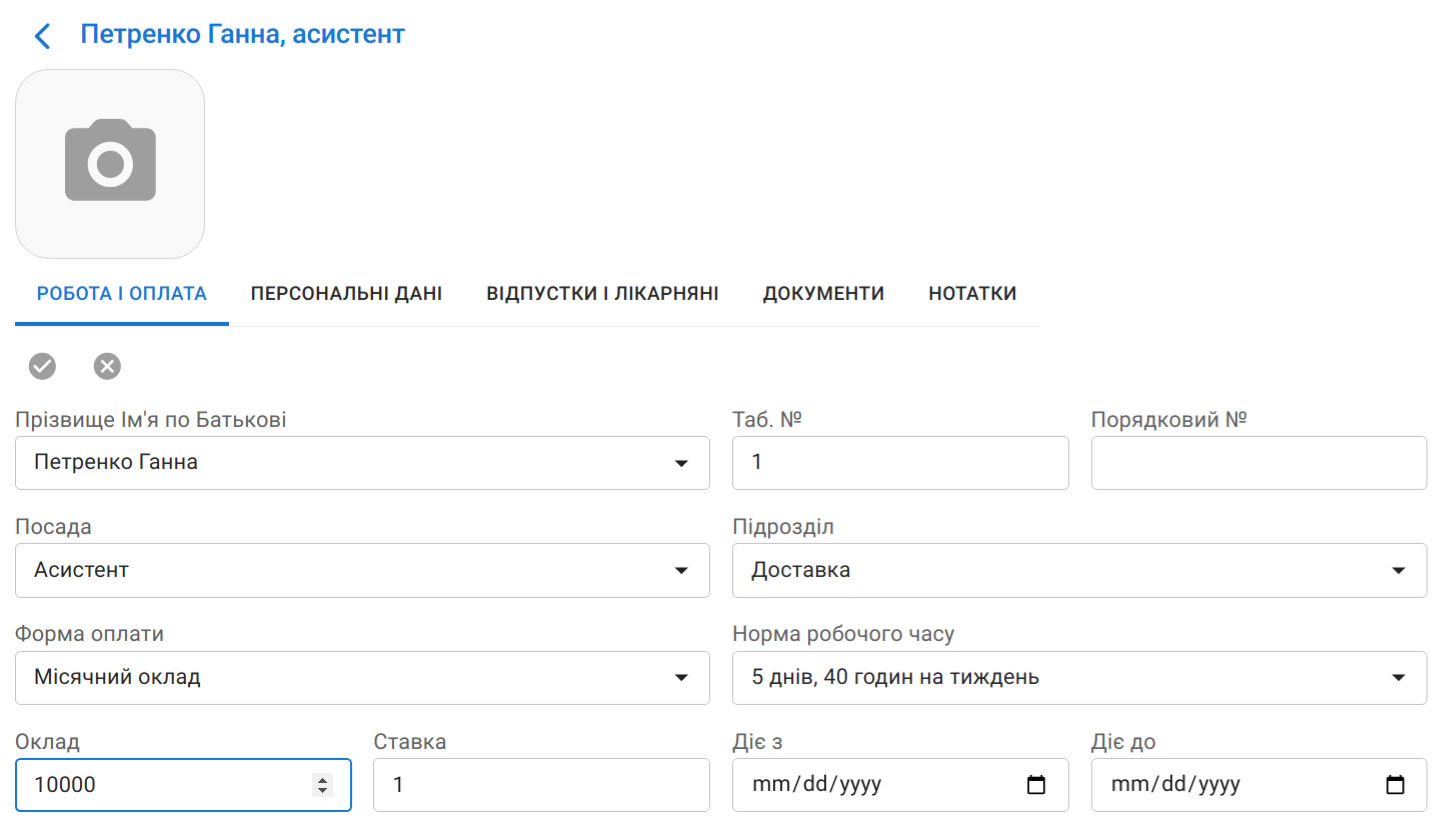 Петренко Ганна, асистент
РОБОТА І ОПЛАТА ПЕРСОНАЛЬНІ ДАНІ ВІДПУСТКИ І ЛІКАРНЯНІ ДОКУМЕНТИ НОТАТКИ
Прізвище Ім'я по Батькові Таб. № Порядковий №
Петренко Ганна 1
Посада Підрозділ
Асистент Доставка
Форма оплати Норма робочого часу
Місячний оклад 5 днів, 40 годин на тиждень
Оклад Ставка Діє з Діє до
10000 1 mm/dd/yyyy mm/dd/yyyy